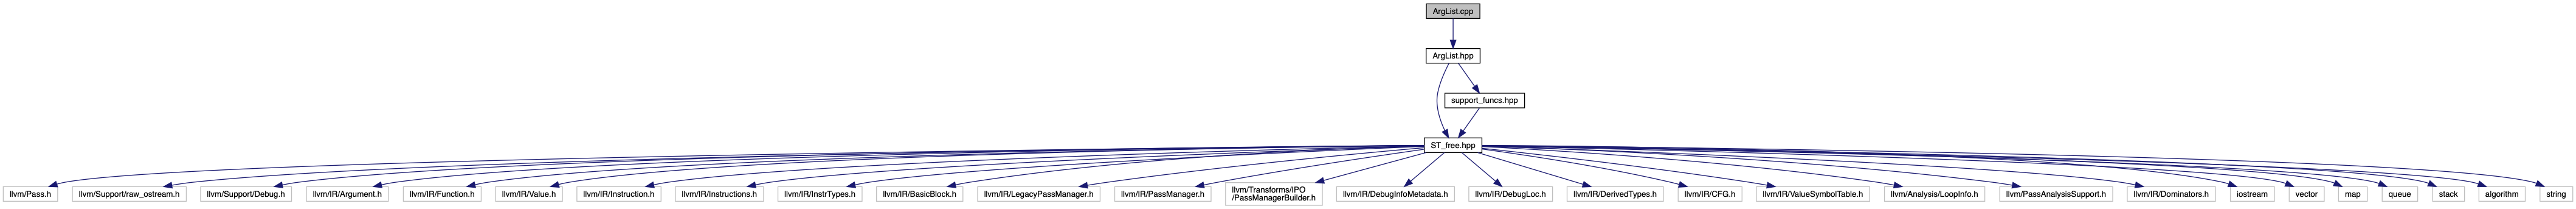 ArgList.cpp
ArgList.hpp
support_funcs.hpp
ST_free.hpp
llvm/Pass.h
llvm/Support/raw_ostream.h
llvm/Support/Debug.h
llvm/IR/Argument.h
llvm/IR/Function.h
llvm/IR/Value.h
llvm/IR/Instruction.h
llvm/IR/Instructions.h
llvm/IR/InstrTypes.h
llvm/IR/BasicBlock.h
llvm/IR/LegacyPassManager.h
llvm/IR/PassManager.h
llvm/Transforms/IPO
/PassManagerBuilder.h
llvm/IR/DebugInfoMetadata.h
llvm/IR/DebugLoc.h
llvm/IR/DerivedTypes.h
llvm/IR/CFG.h
llvm/IR/ValueSymbolTable.h
llvm/Analysis/LoopInfo.h
llvm/PassAnalysisSupport.h
llvm/IR/Dominators.h
iostream
vector
map
queue
stack
algorithm
string